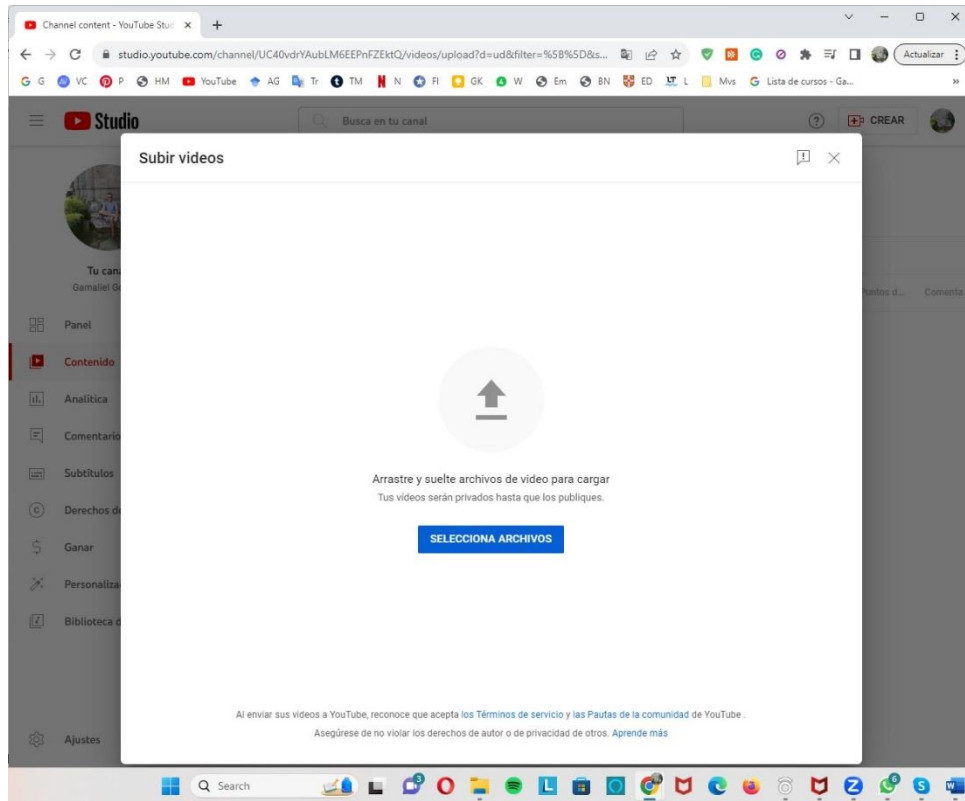 Channel content - YouTube Stud
studio.youtube.com/channel/UC40vdrYAubLM6EEPnFZEktQ/videos/upload?d=ud&filter=%5B%5D&s...
Actualizar
G VC P HM YouTube AG Tr TM N FI GK W Em BN ED L Mvs Lista de cursos - Ga...
Studio
Busca en tu canal
CREAR
Subir videos
Tu cana
Gamaliel Go
Puntos d... Comenta
Panel
Contenido
Analítica
Comentario
Subtítulos
Derechos de
Ganar
Personaliza
Biblioteca d
Ajustes
Arrastre y suelte archivos de video para cargar
Tus vídeos serán privados hasta que los publiques.
SELECCIONA ARCHIVOS
Al enviar sus videos a YouTube, reconoce que acepta los Términos de servicio y las Pautas de la comunidad de YouTube .
Asegúrese de no violar los derechos de autor o de privacidad de otros. Aprende más
Search